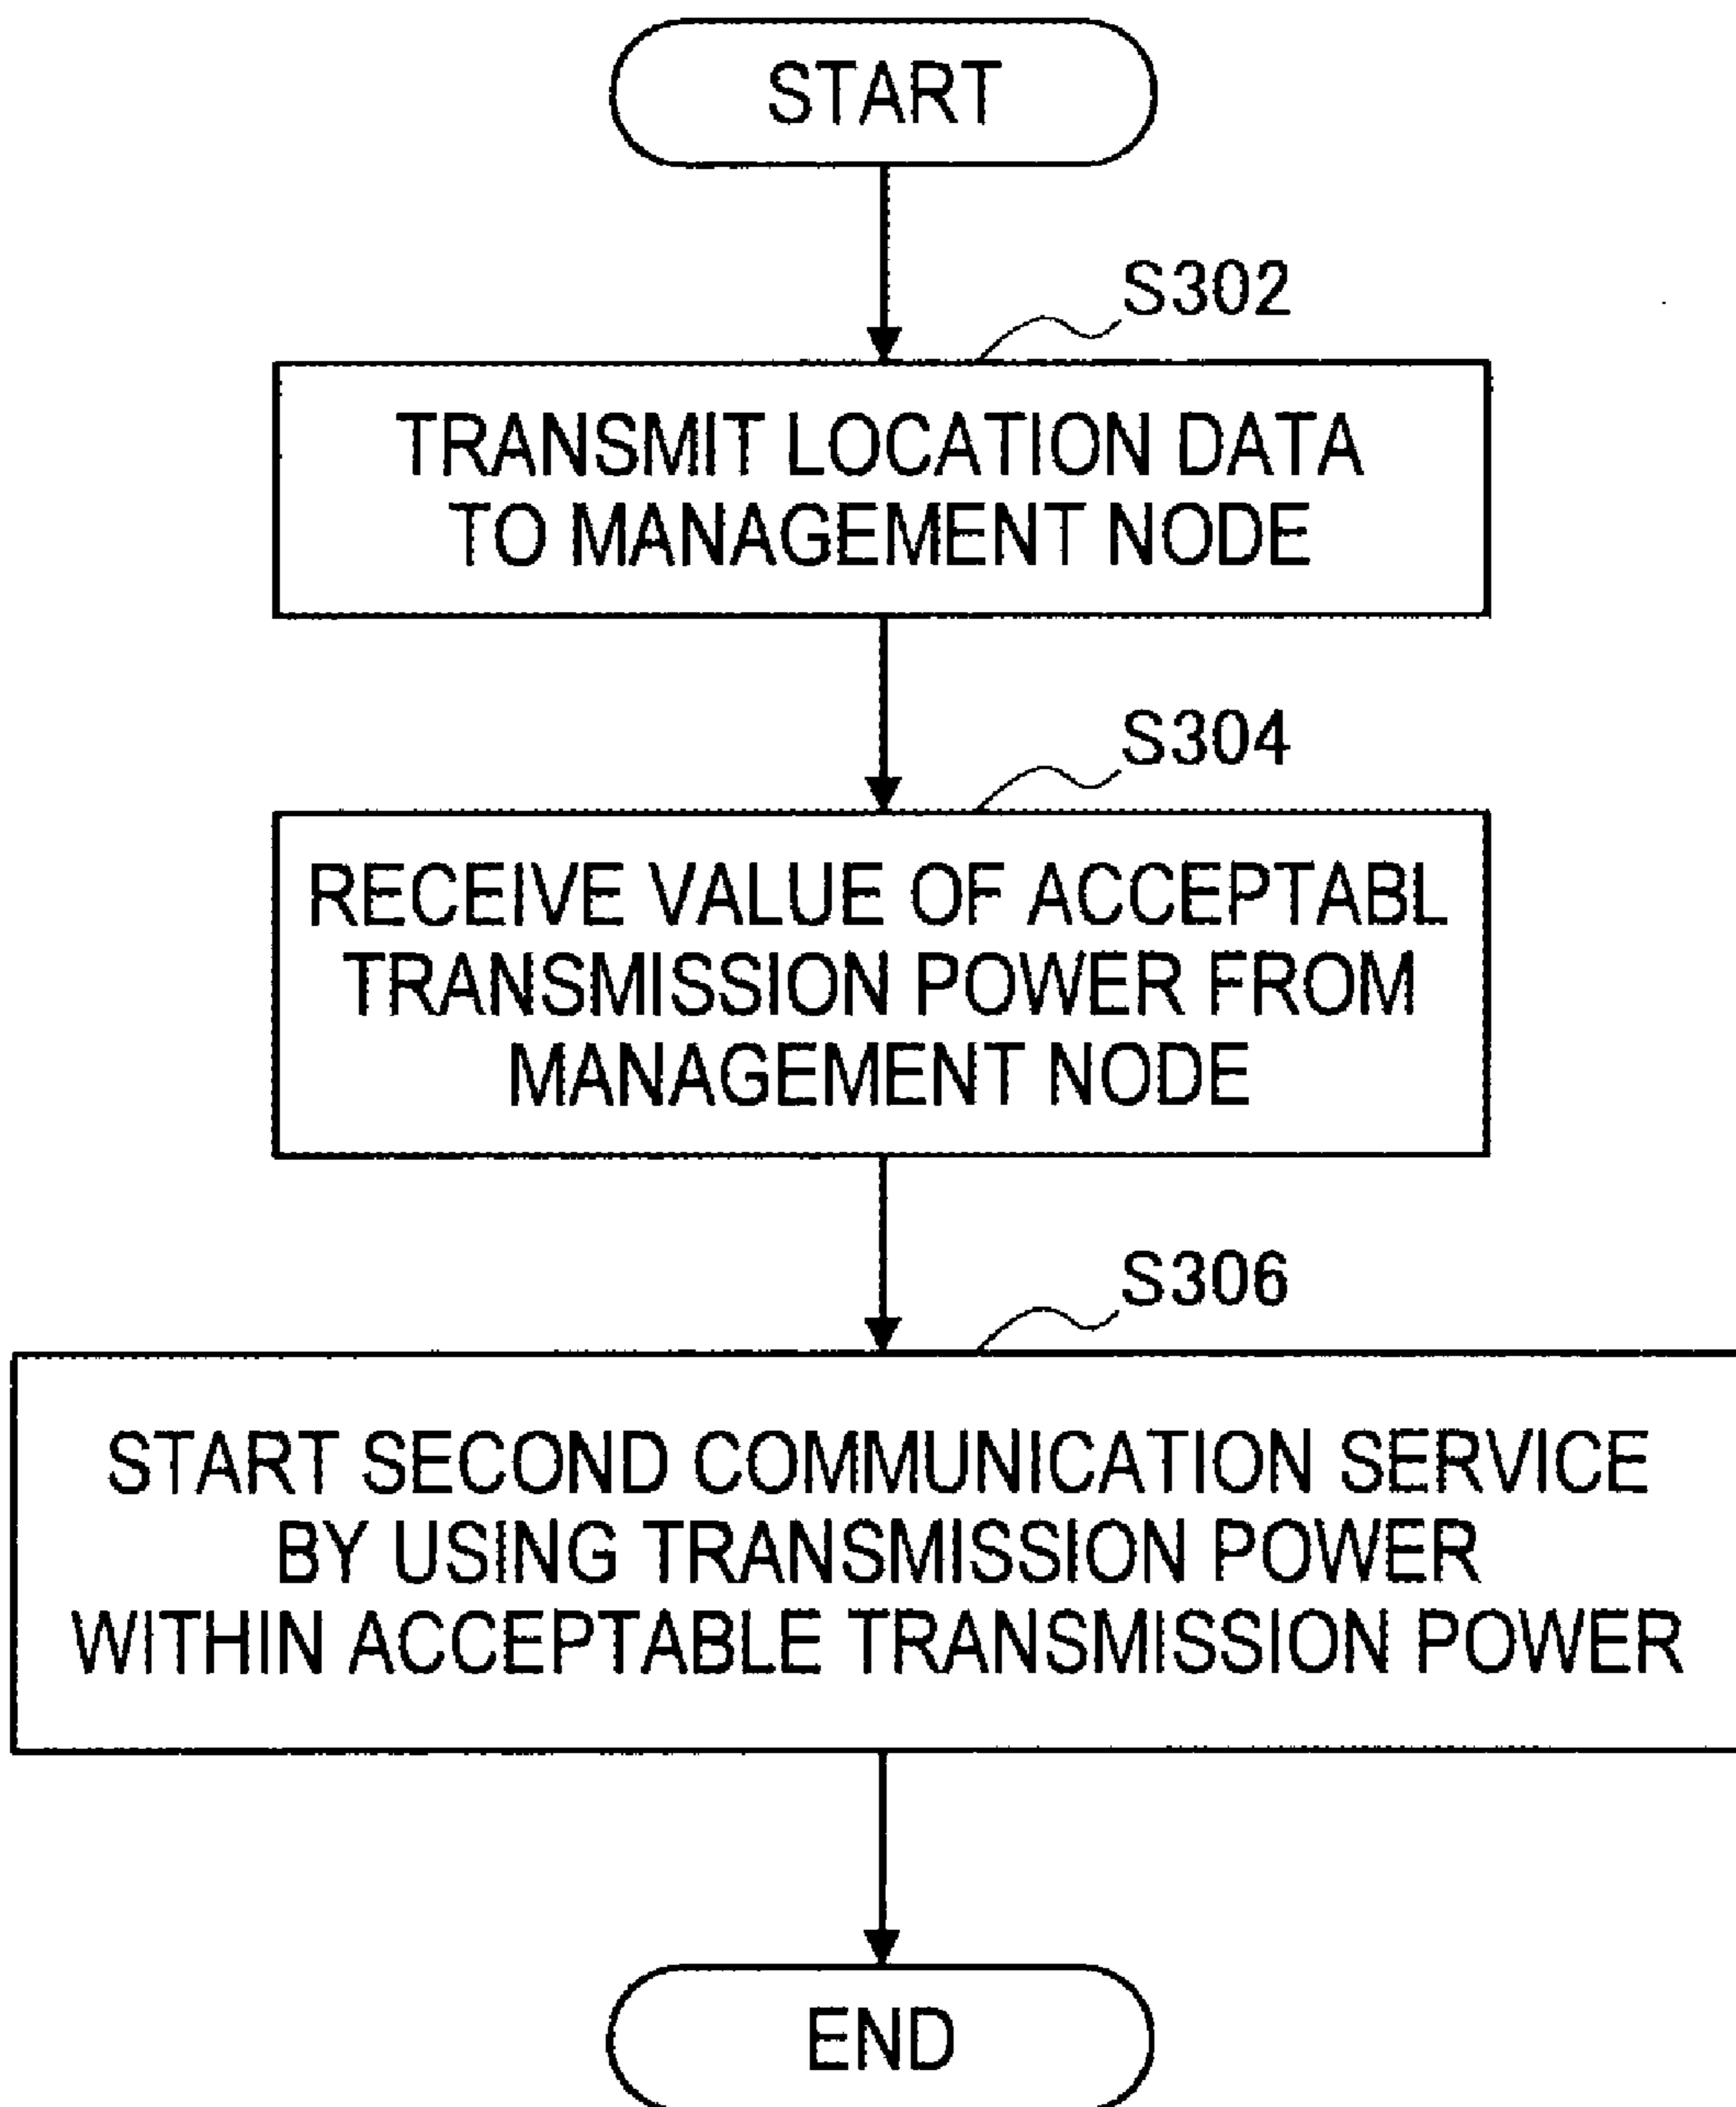 START
S302
TRANSMIT LOCATION DATA
TO MANAGEMENT NODE
S304
RECEIVE VALUE OF ACCEPTABL
TRANSMISSION POWER FROM
MANAGEMENT NODE
S306
START SECOND COMMUNICATION SERVICE
BY USING TRANSMISSION POWER
WITHIN ACCEPTABLE TRANSMISSION POWER
END